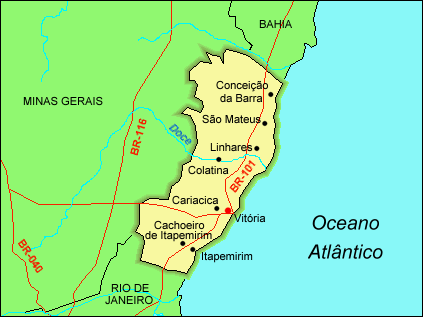 BAHIA
Conceição
da Barra
MINAS GERAIS
São Mateus
BR-116
Doce
Linhares
Colatina
BR-101
Cariacica
Vitória
Cachoeiro
de Itapemirim
Oceano
Atlântico
BR-040
Itapemirim
RIO DE
JANEIRO